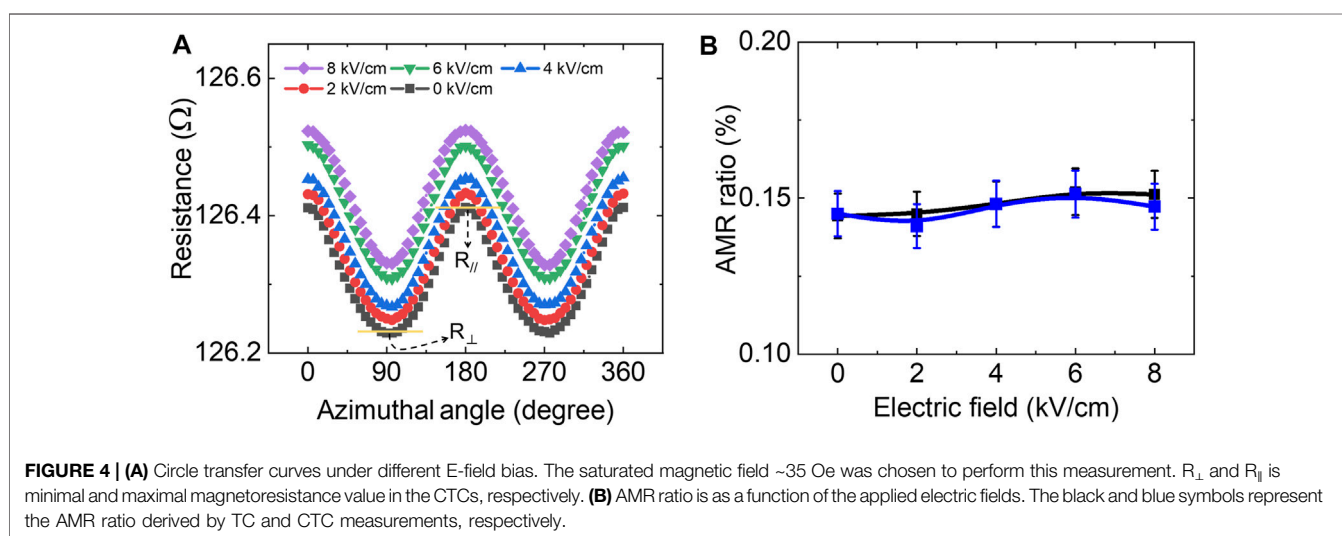 A
8 kV/cm 6 kV/cm 4 kV/cm
2 kV/cm 0 kV/cm
126.6
126.4
126.2
Resistance (Ω)
R//
R⊥
0 90 180 270 360
Azimuthal angle (degree)
B
0.20
0.15
0.10
AMR ratio (%)
0 2 4 6 8
Electric field (kV/cm)
FIGURE 4 | (A) Circle transfer curves under different E-field bias. The saturated magnetic field ~35 Oe was chosen to perform this measurement. R⊥ and R∥ is
minimal and maximal magnetoresistance value in the CTCs, respectively. (B) AMR ratio is as a function of the applied electric fields. The black and blue symbols represent
the AMR ratio derived by TC and CTC measurements, respectively.